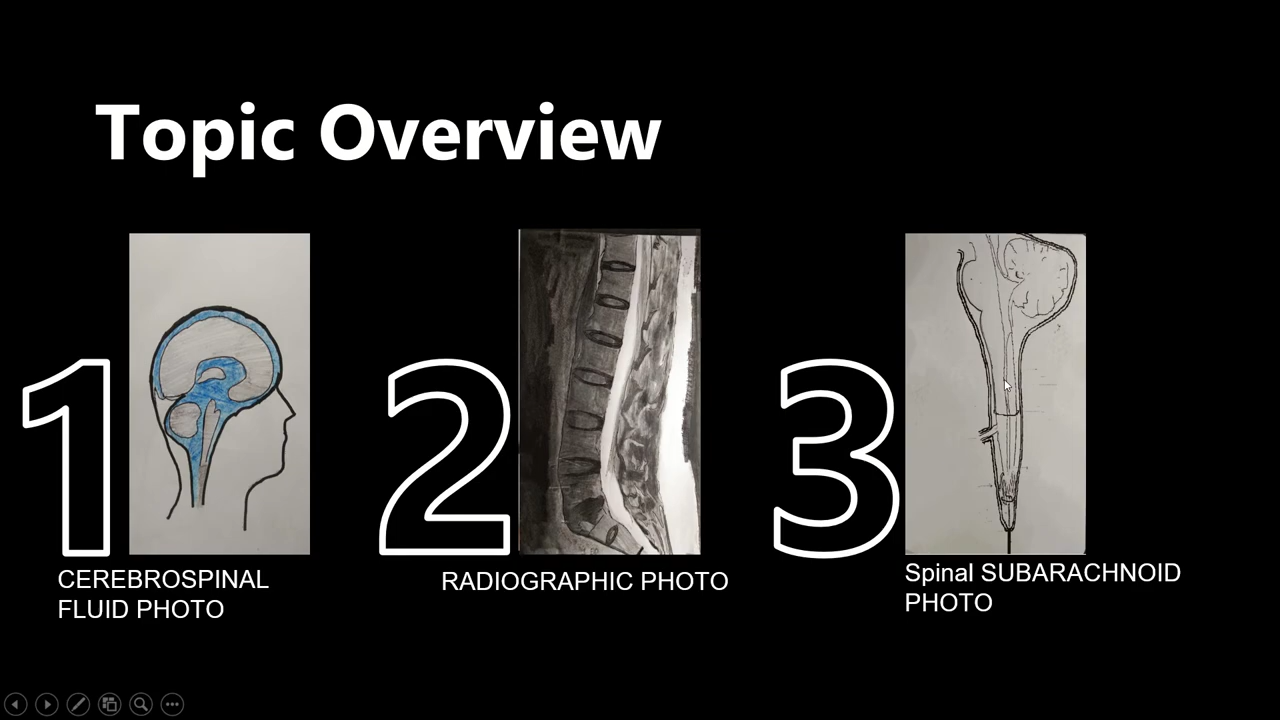 Topic Overview
1
2
3
CEREBROSPINAL
FLUID PHOTO
RADIOGRAPHIC PHOTO
Spinal SUBARACHNOID
PHOTO